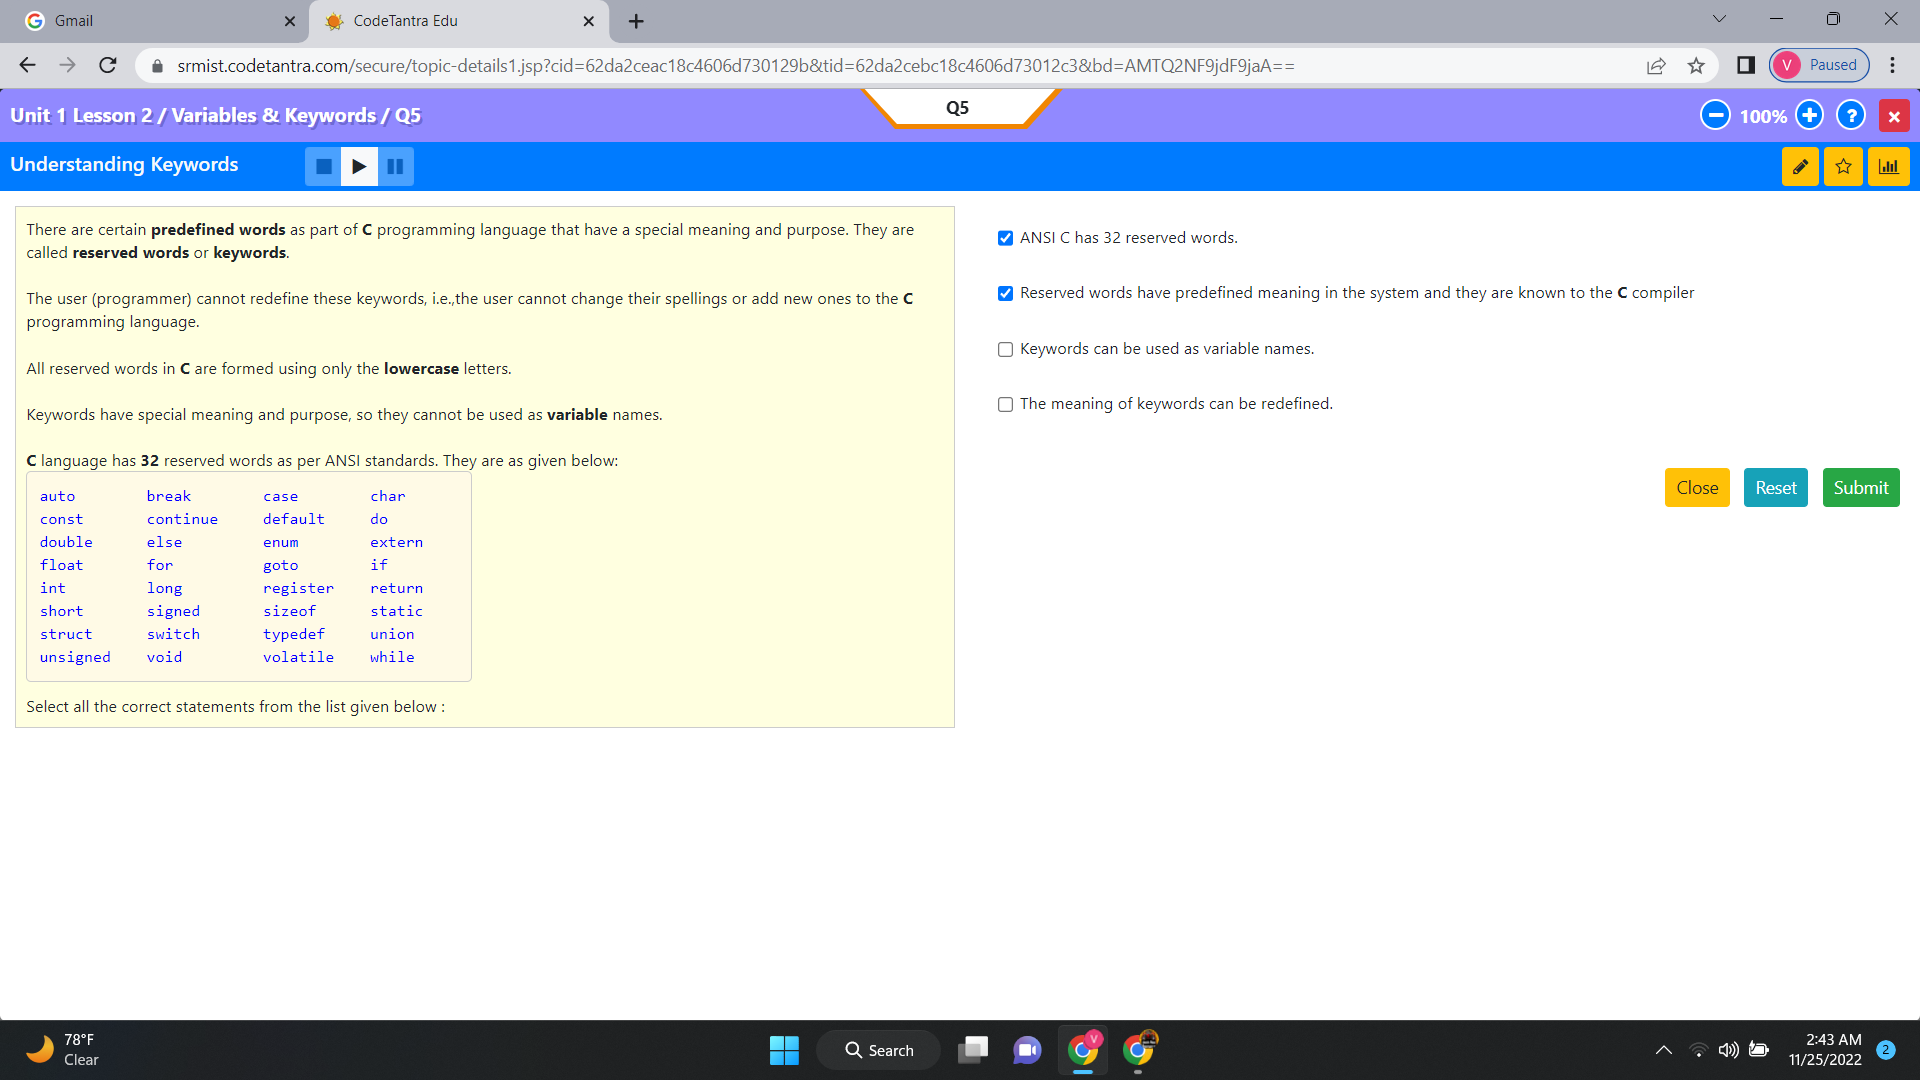 Gmail
CodeTantra Edu
srmist.codetantra.com/secure/topic-details1.jsp?cid=62da2ceac18c4606d730129b&tid=62da2cebc18c4606d73012c3&bd=AMTQ2NF9jdF9jaA==
V Paused
Unit 1 Lesson 2 / Variables & Keywords / Q5
Q5
100%
?
Understanding Keywords
There are certain predefined words as part of C programming language that have a special meaning and purpose. They are
called reserved words or keywords.
The user (programmer) cannot redefine these keywords, i.e.,the user cannot change their spellings or add new ones to the C
programming language.
All reserved words in C are formed using only the lowercase letters.
Keywords have special meaning and purpose, so they cannot be used as variable names.
C language has 32 reserved words as per ANSI standards. They are as given below:
auto break case char
const continue default do
double else enum extern
float for goto if
int long register return
short signed sizeof static
struct switch typedef union
unsigned void volatile while
Select all the correct statements from the list given below :
ANSI C has 32 reserved words.
Reserved words have predefined meaning in the system and they are known to the C compiler
Keywords can be used as variable names.
The meaning of keywords can be redefined.
Close Reset Submit
78°F
Clear
Search
V
2:43 AM
11/25/2022
2